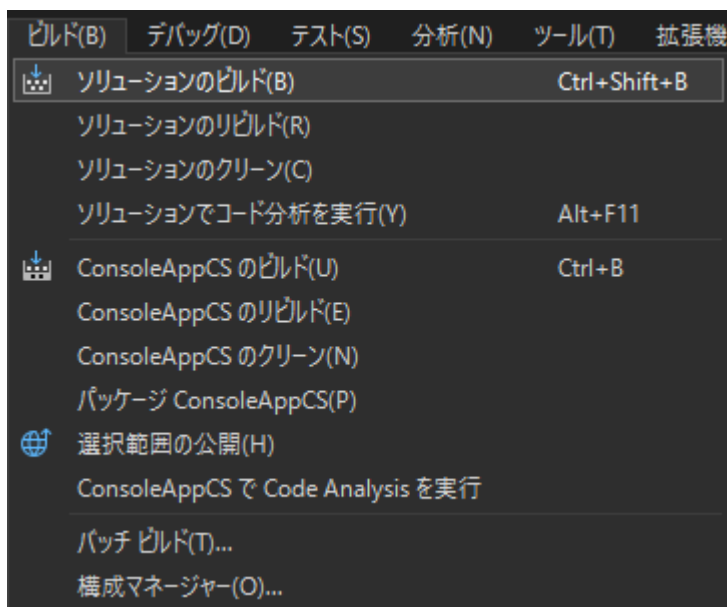 ビルド(B) デバッグ(D) テスト(S) 分析(N) ツール(T) 拡張機
ソリューションのビルド(B) Ctrl+Shift+B
ソリューションのリビルド(R)
ソリューションのクリーン(C)
ソリューションでコード分析を実行(Y) Alt+F11
ConsoleAppCS のビルド(U) Ctrl+B
ConsoleAppCS のリビルド(E)
ConsoleAppCS のクリーン(N)
パッケージ ConsoleAppCS(P)
選択範囲の公開(H)
ConsoleAppCS で Code Analysis を実行
バッチ ビルド(T)...
構成マネージャー(O)...